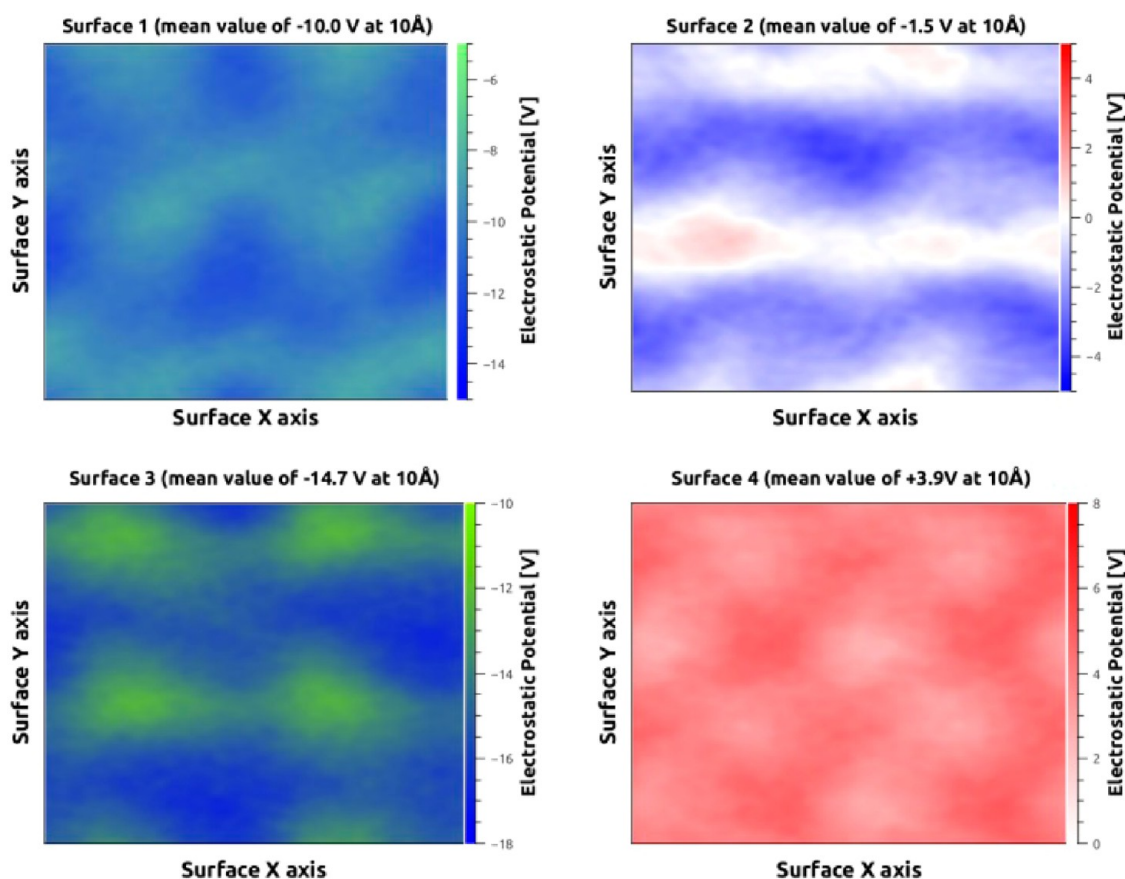 Surface 1 (mean value of -10.0 V at 10Å)
Surface Y axis
−6
−8
−10
−12
−14
Electrostatic Potential [V]
Surface X axis
Surface 2 (mean value of -1.5 V at 10Å)
Surface Y axis
4
2
0
−2
−4
Electrostatic Potential [V]
Surface X axis
Surface 3 (mean value of -14.7 V at 10Å)
Surface Y axis
−10
−12
−14
−16
−18
Electrostatic Potential [V]
Surface X axis
Surface 4 (mean value of +3.9V at 10Å)
Surface Y axis
8
6
4
2
0
Electrostatic Potential [V]
Surface X axis